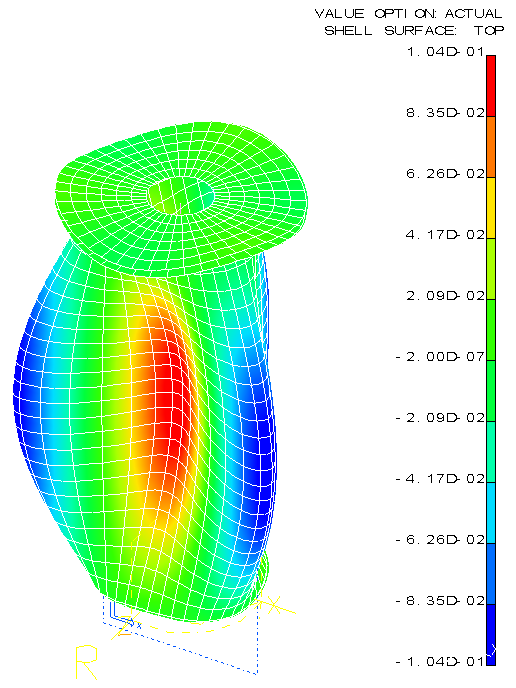 VALUE OPTION: ACTUAL
SHELL SURFACE: TOP
1.04D-01
8.35D-02
6.26D-02
4.17D-02
2.09D-02
-2.00D-07
-2.09D-02
-4.17D-02
-6.26D-02
-8.35D-02
-1.04D-01
Y
X
Z
x
R